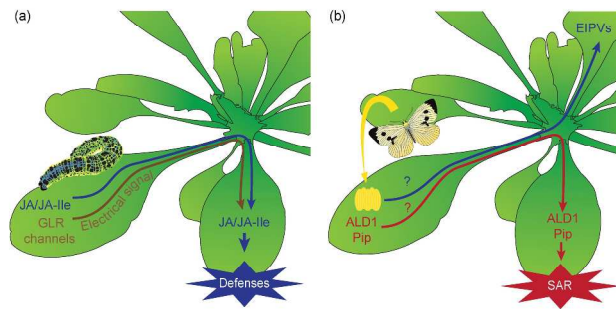 (a)
JA/JA-Ile
GLR
channels
Electrical signal
JA/JA-Ile
Defenses
(b)
EIPVs
?
?
ALD1
Pip
ALD1
Pip
SAR